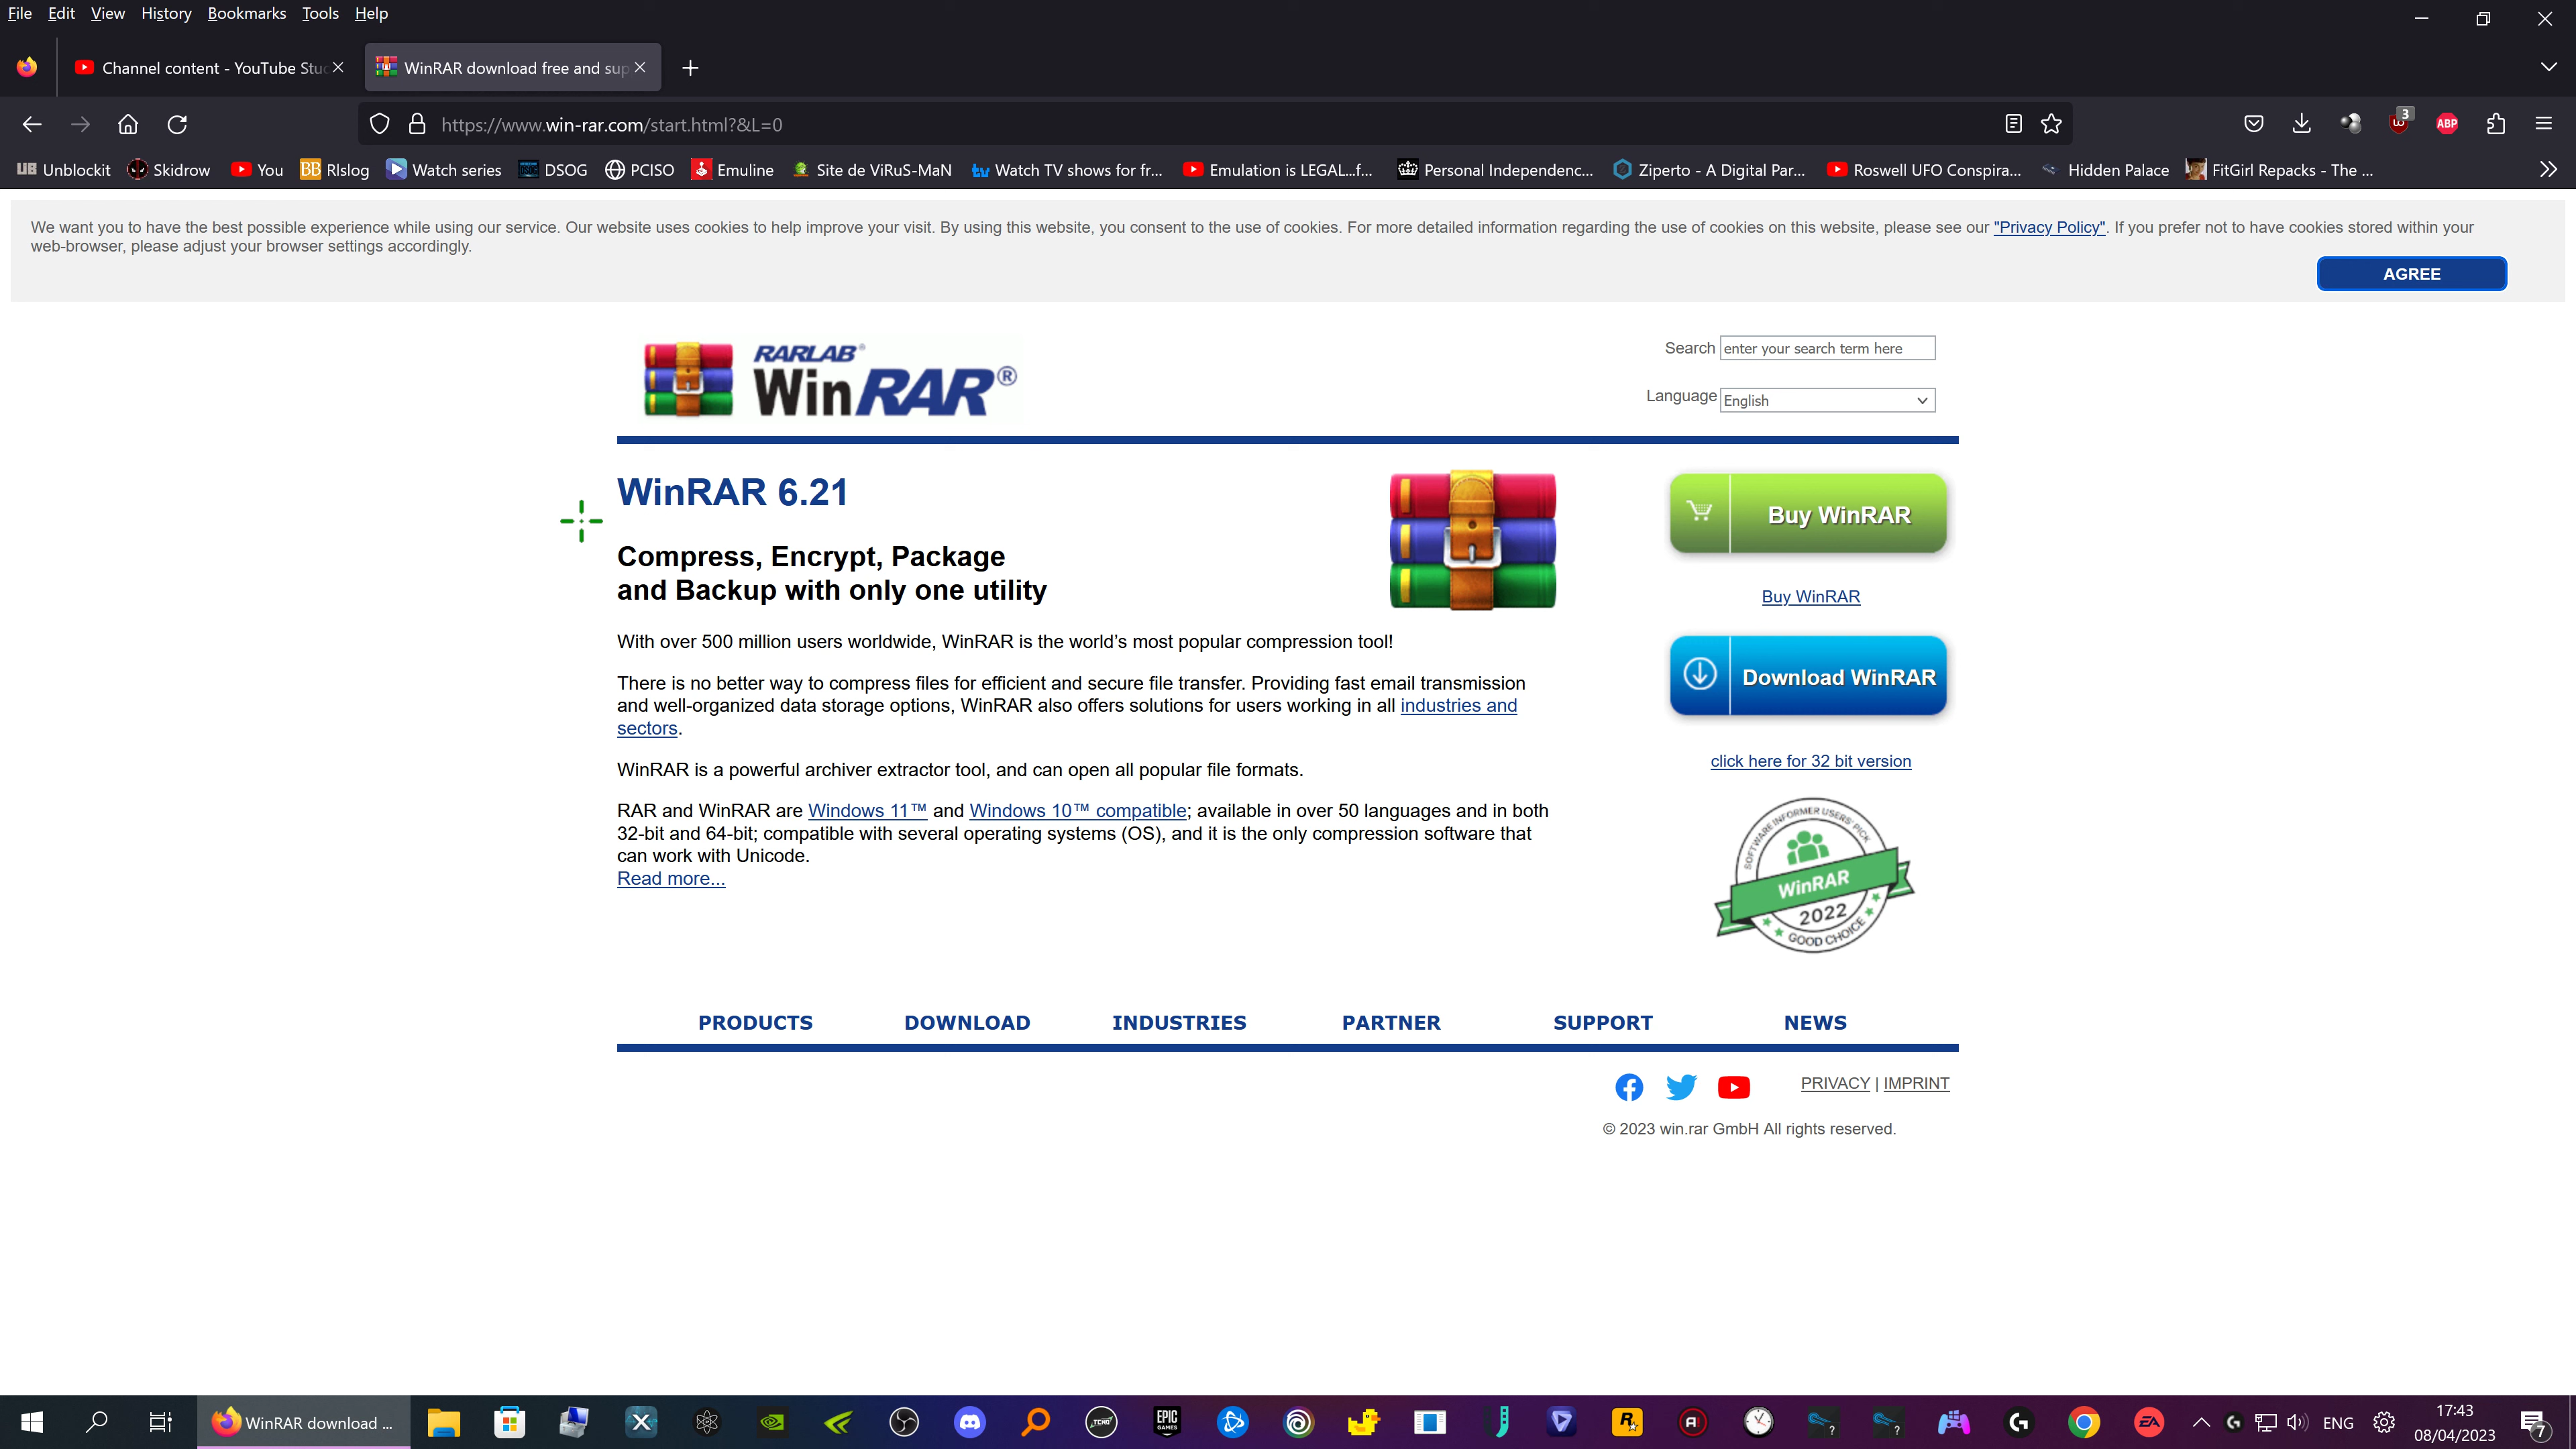 File Edit View History Bookmarks Tools Help
Channel content - YouTube Stu
WinRAR download free and sup
https://www.win-rar.com/start.html?&L=0
3
ABP
UB Unblockit Skidrow You BB Rlslog Watch series DSOG PCISO Emuline Site de ViRuS-MaN tv Watch TV shows for fr... Emulation is LEGAL...f... Personal Independenc... Ziperto - A Digital Par... Roswell UFO Conspira... Hidden Palace FitGirl Repacks - The ...
We want you to have the best possible experience while using our service. Our website uses cookies to help improve your visit. By using this website, you consent to the use of cookies. For more detailed information regarding the use of cookies on this website, please see our "Privacy Policy". If you prefer not to have cookies stored within your
web-browser, please adjust your browser settings accordingly.
AGREE
RARLAB®
WinRAR®
Search enter your search term here
Language English
WinRAR 6.21
Compress, Encrypt, Package
and Backup with only one utility
With over 500 million users worldwide, WinRAR is the world's most popular compression tool!
There is no better way to compress files for efficient and secure file transfer. Providing fast email transmission
and well-organized data storage options, WinRAR also offers solutions for users working in all industries and
sectors.
WinRAR is a powerful archiver extractor tool, and can open all popular file formats.
RAR and WinRAR are Windows 11™ and Windows 10™ compatible; available in over 50 languages and in both
32-bit and 64-bit; compatible with several operating systems (OS), and it is the only compression software that
can work with Unicode.
Read more...
Buy WinRAR
Buy WinRAR
Download WinRAR
click here for 32 bit version
SOFTWARE INFORMER USERS' PICK
WinRAR
2022
GOOD CHOICE
PRODUCTS DOWNLOAD INDUSTRIES PARTNER SUPPORT NEWS
PRIVACY | IMPRINT
© 2023 win.rar GmbH All rights reserved.
WinRAR download ...
EPIC
GAMES
EA
ENG
17:43
08/04/2023
7